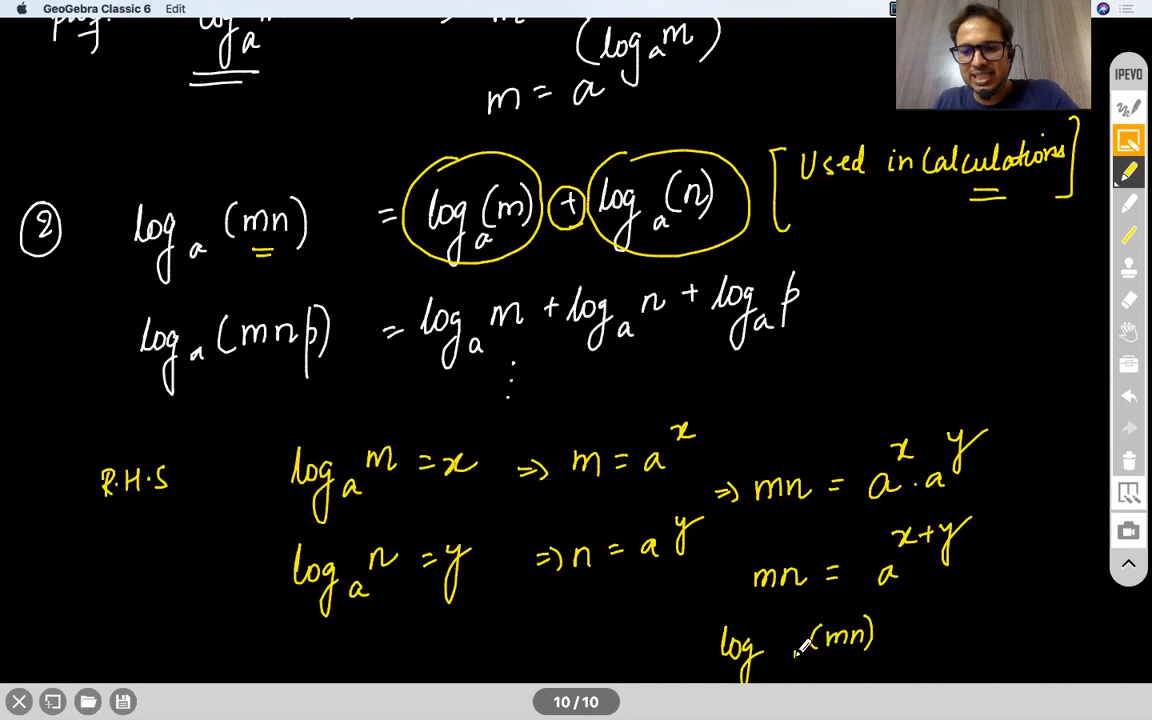 GeoGebra Classic 6 Edit
m = a^(log_a m)
IPEVO
② log_a (mn) = log_a (m) + log_a (n) [Used in Calculations]
log_a (mnp) = log_a m + log_a n + log_a p
⋮
R.H.S log_a m = x ⇒ m = a^x
⇒ mn = a^x . a^y
log_a n = y ⇒ n = a^y
mn = a^(x+y)
log (mn)
10 / 10